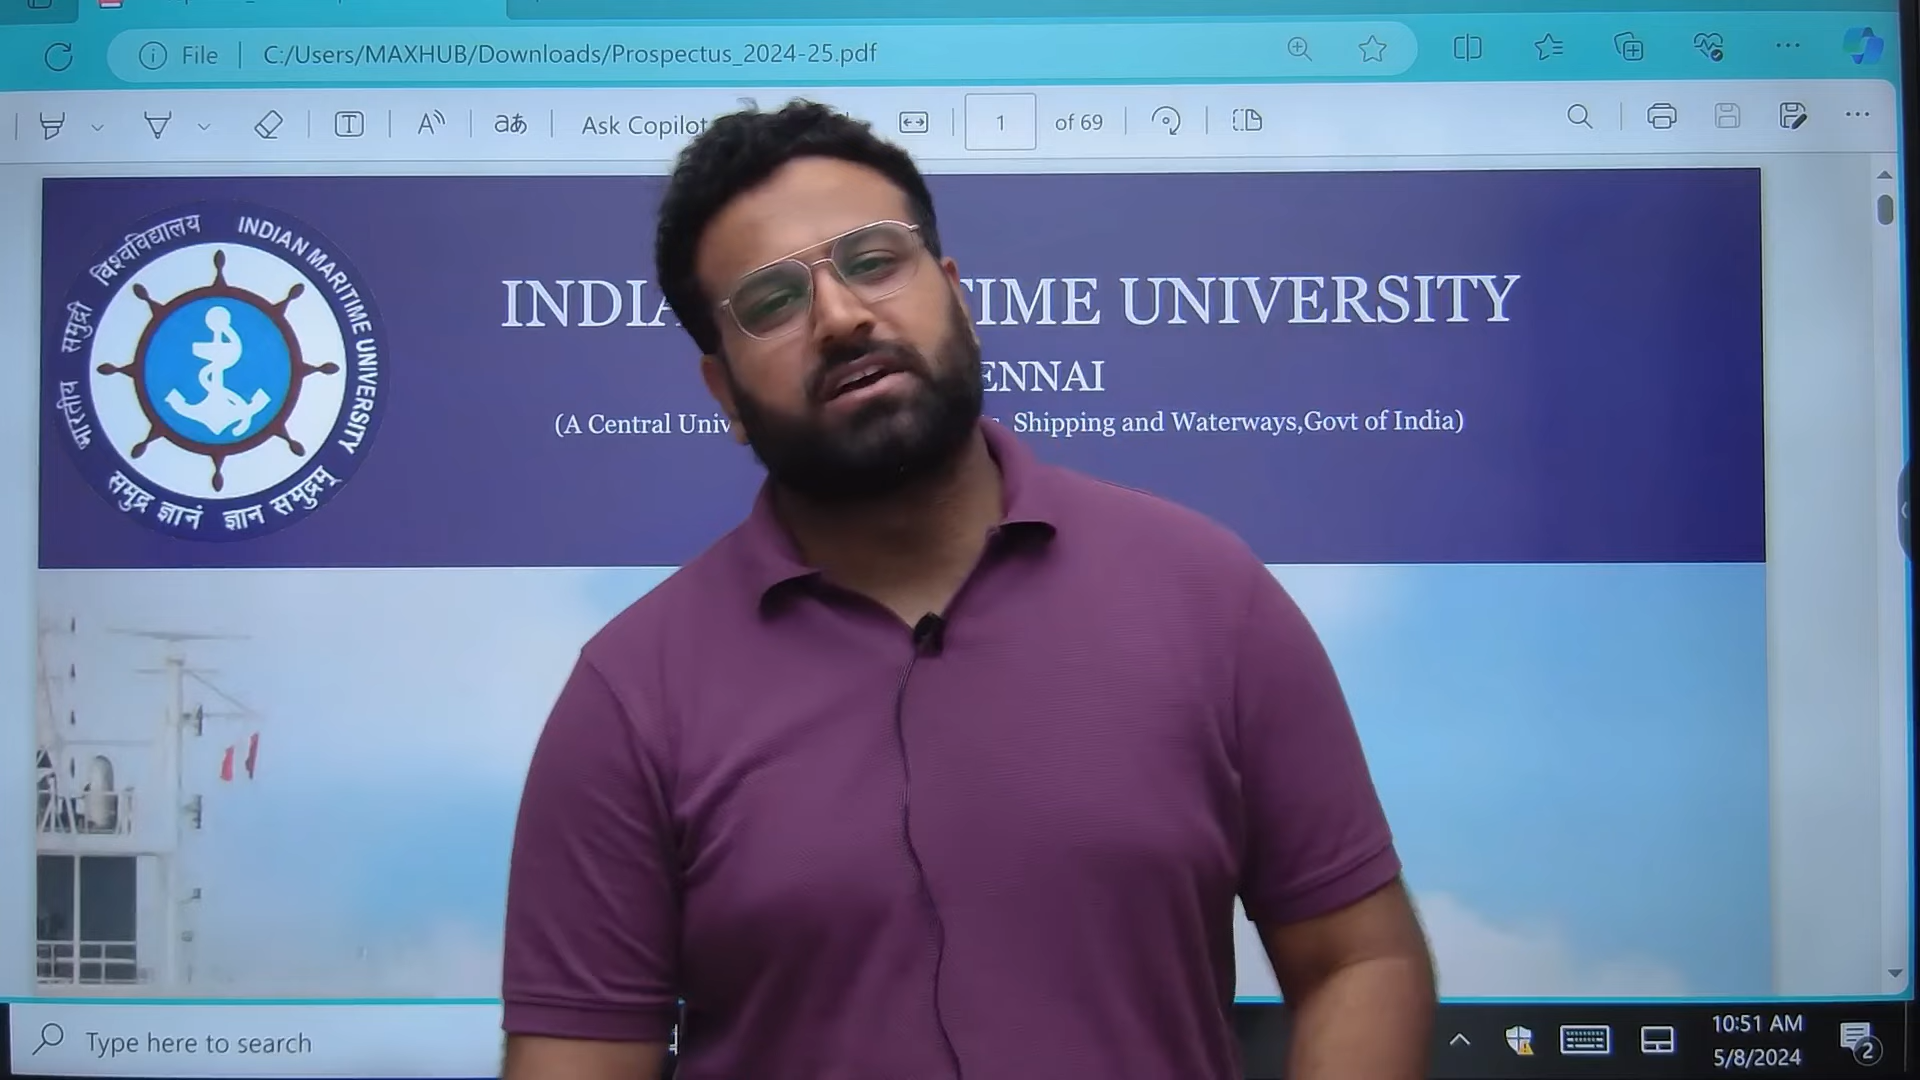 File
C:/Users/MAXHUB/Downloads/Prospectus_2024-25.pdf
aあ
Ask Copilot
1
of 69
भारतीय समुद्री विश्वविद्यालय
INDIAN MARITIME UNIVERSITY
समुद्र ज्ञानं ज्ञान समुद्रम्
TIME UNIVERSITY
ENNAI
(A Central Shipping and Waterways,Govt of India)
Type here to search
10:51 AM
5/8/2024
2